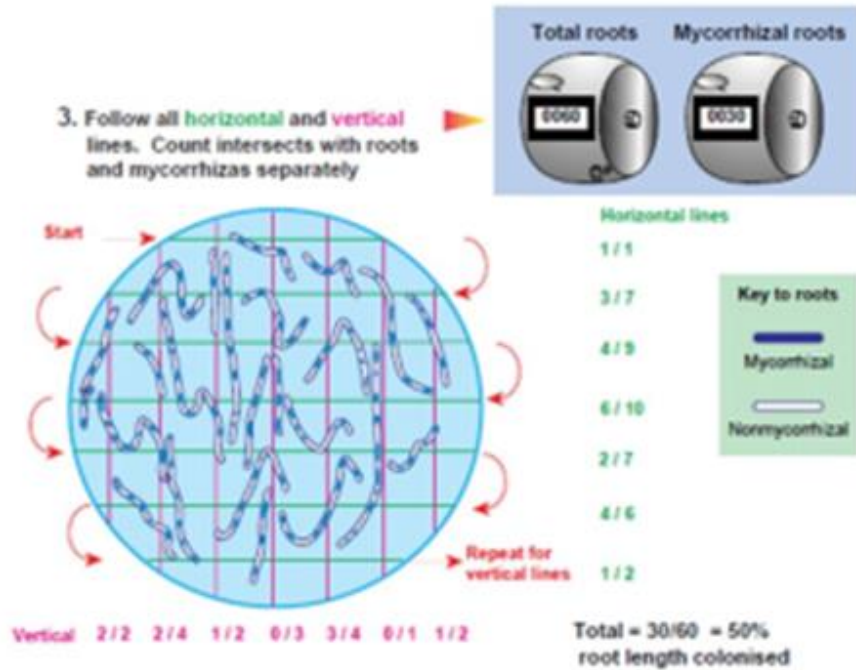 Total roots
Mycorrhizal roots
0060
0030
3. Follow all horizontal and vertical
lines. Count intersects with roots
and mycorrhizas separately
Start
Horizontal lines
1 / 1
3 / 7
4 / 9
6 / 10
2 / 7
4 / 6
1 / 2
Key to roots
Mycorrhizal
Nonmycorrhizal
Repeat for
vertical lines
Vertical 2 / 2 2 / 4 1 / 2 0 / 3 3 / 4 0 / 1 1 / 2
Total = 30/60 = 50%
root length colonised